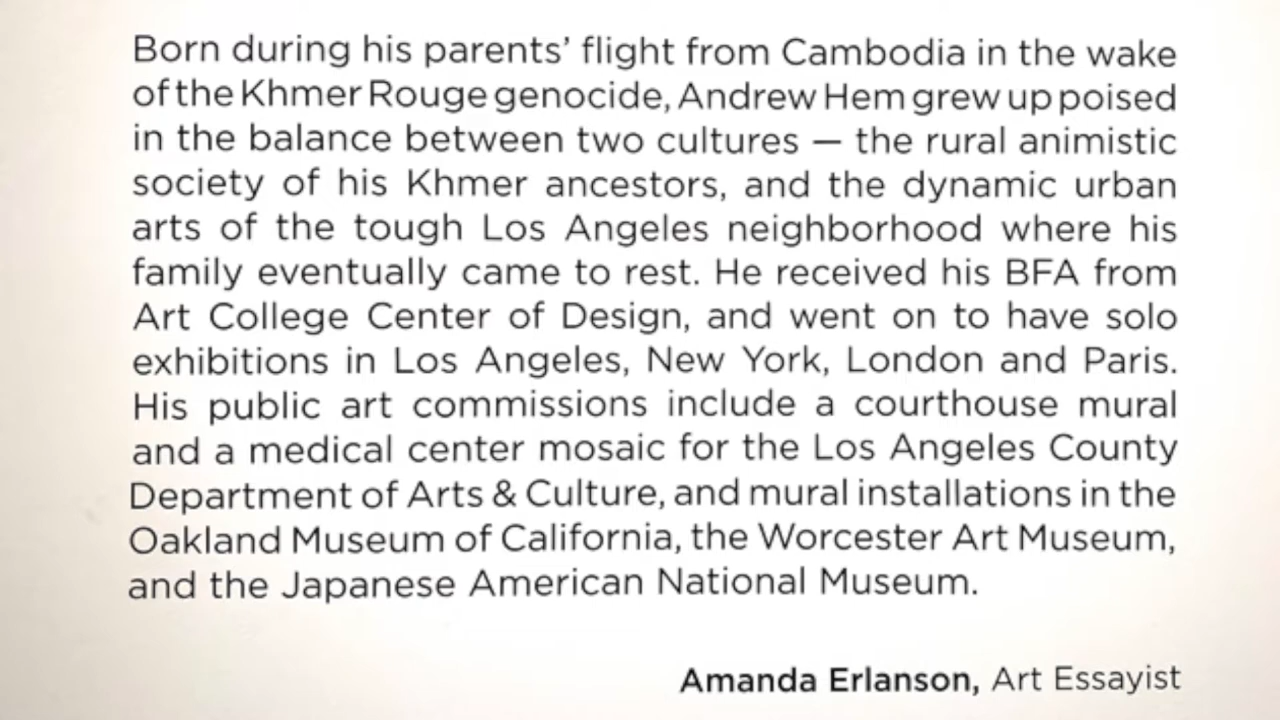 Born during his parents’ flight from Cambodia in the wake
of the Khmer Rouge genocide, Andrew Hem grew up poised
in the balance between two cultures — the rural animistic
society of his Khmer ancestors, and the dynamic urban
arts of the tough Los Angeles neighborhood where his
family eventually came to rest. He received his BFA from
Art College Center of Design, and went on to have solo
exhibitions in Los Angeles, New York, London and Paris.
His public art commissions include a courthouse mural
and a medical center mosaic for the Los Angeles County
Department of Arts & Culture, and mural installations in the
Oakland Museum of California, the Worcester Art Museum,
and the Japanese American National Museum.
Amanda Erlanson, Art Essayist